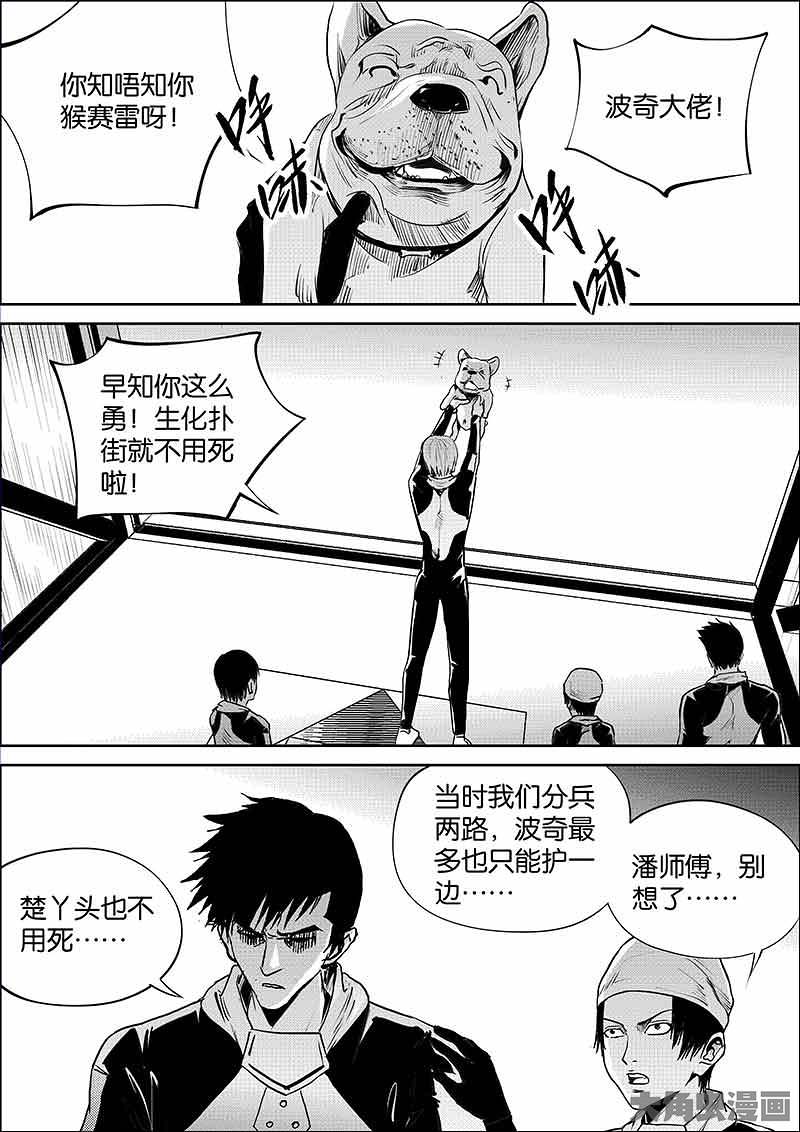 你知唔知你
猴赛雷呀！
波奇大佬！
哼
哧
哼
哧
早知你这么
勇！生化扑
街就不用死
啦！
楚丫头也不
用死……
当时我们分兵
两路，波奇最
多也只能护一
边……
潘师傅，别
想了……
大角虫漫画